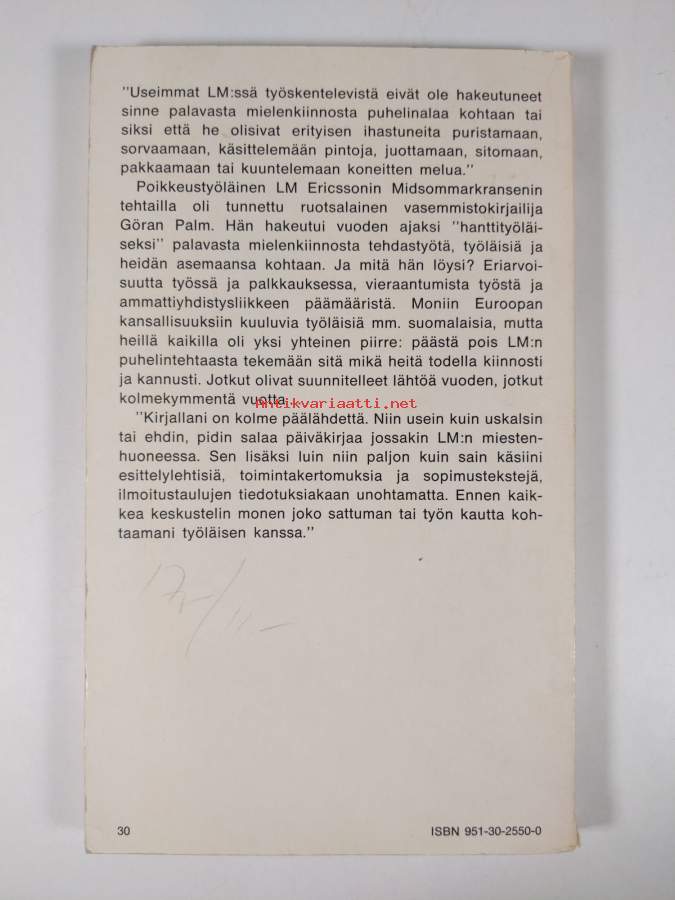 "Useimmat LM:ssä työskentelevistä eivät ole hakeutuneet
sinne palavasta mielenkiinnosta puhelinalaa kohtaan tai
siksi että he olisivat erityisen ihastuneita puristamaan,
sorvaamaan, käsittelemään pintoja, juottamaan, sitomaan,
pakkaamaan tai kuuntelemaan koneitten melua."
Poikkeustyöläinen LM Ericssonin Midsommarkransenin
tehtailla oli tunnettu ruotsalainen vasemmistokirjailija
Göran Palm. Hän hakeutui vuoden ajaksi "hanttityöläi-
seksi" palavasta mielenkiinnosta tehdastyötä, työläisiä ja
heidän asemaansa kohtaan. Ja mitä hän löysi? Eriarvoi-
suutta työssä ja palkkauksessa, vieraantumista työstä ja
ammattiyhdistysliikkeen päämääristä. Moniin Euroopan
kansallisuuksiin kuuluvia työläisiä mm. suomalaisia, mutta
heillä kaikilla oli yksi yhteinen piirre: päästä pois LM:n
puhelintehtaasta tekemään sitä mikä heitä todella kiinnosti
ja kannusti. Jotkut olivat suunnitelleet lähtöä vuoden, jotkut
kolmekymmentä vuotta.
Antikvariaatti.net
"Kirjallani on kolme päälähdettä. Niin usein kuin uskalsin
tai ehdin, pidin salaa päiväkirjaa jossakin LM:n miesten-
huoneessa. Sen lisäksi luin niin paljon kuin sain käsiini
esittelylehtisiä, toimintakertomuksia ja sopimustekstejä,
ilmoitustaulujen tiedotuksiakaan unohtamatta. Ennen kaik-
kea keskustelin monen joko sattuman tai työn kautta koh-
taamani työläisen kanssa."
30
ISBN 951-30-2550-0